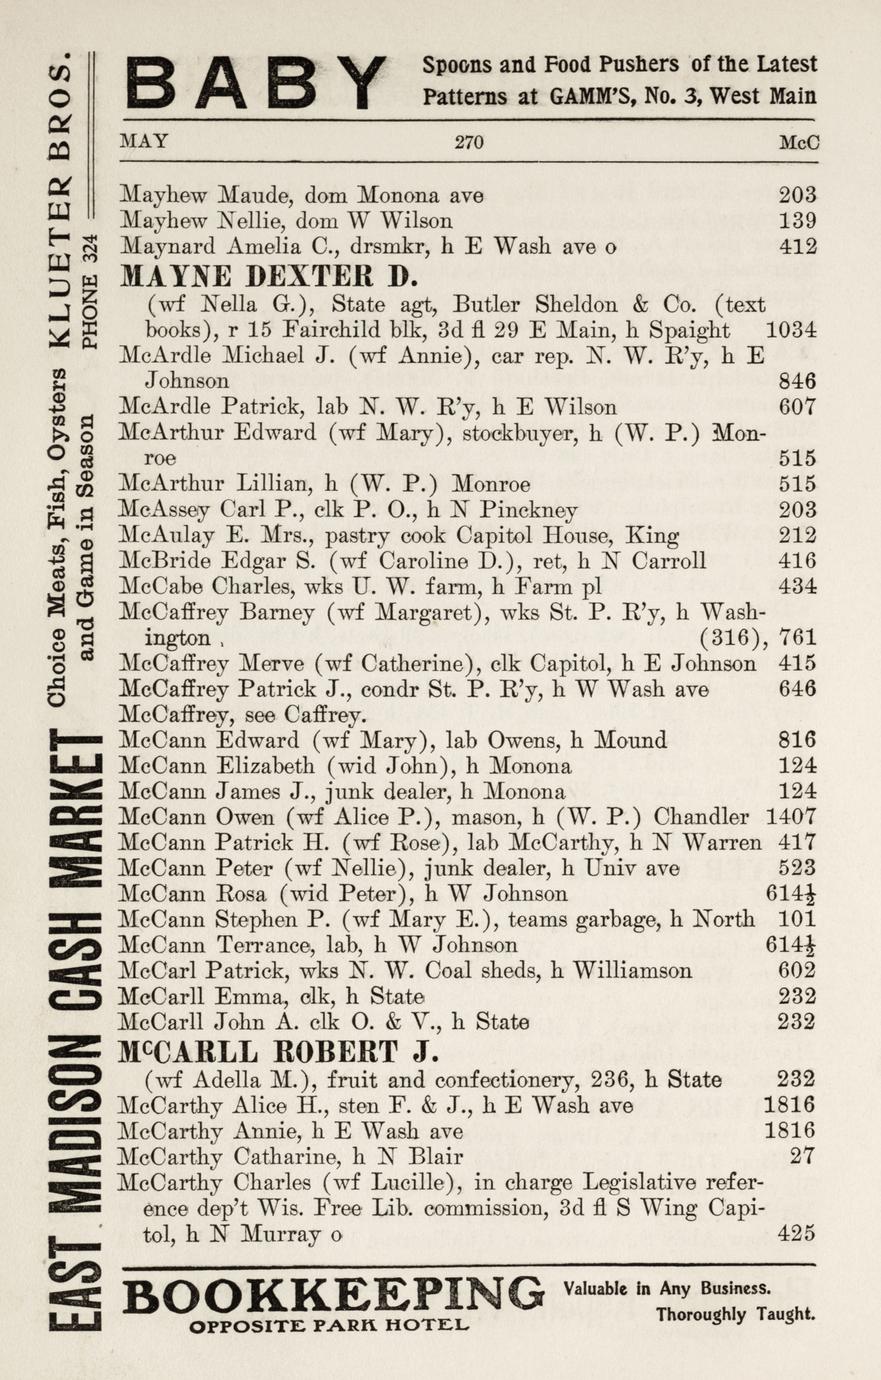 BABY Spoons and Food Pushers of the Latest
Patterns at GAMM'S, No. 3, West Main
MAY 270 McC
Mayhew Maude, dom Monona ave 203
Mayhew Nellie, dom W Wilson 139
Maynard Amelia C., drsmkr, h E Wash ave o 412
MAYNE DEXTER D.
(wf Nella G.), State agt, Butler Sheldon & Co. (text
books), r 15 Fairchild blk, 3d fl 29 E Main, h Spaight 1034
McArdle Michael J. (wf Annie), car rep. N. W. R'y, h E
Johnson 846
McArdle Patrick, lab N. W. R'y, h E Wilson 607
McArthur Edward (wf Mary), stockbuyer, h (W. P.) Mon-
roe 515
McArthur Lillian, h (W. P.) Monroe 515
McAssey Carl P., clk P. O., h N Pinckney 203
McAulay E. Mrs., pastry cook Capitol House, King 212
McBride Edgar S. (wf Caroline D.), ret, h N Carroll 416
McCabe Charles, wks U. W. farm, h Farm pl 434
McCaffrey Barney (wf Margaret), wks St. P. R'y, h Wash-
ington , (316), 761
McCaffrey Merve (wf Catherine), clk Capitol, h E Johnson 415
McCaffrey Patrick J., condr St. P. R'y, h W Wash ave 646
McCaffrey, see Caffrey.
McCann Edward (wf Mary), lab Owens, h Mound 816
McCann Elizabeth (wid John), h Monona 124
McCann James J., junk dealer, h Monona 124
McCann Owen (wf Alice P.), mason, h (W. P.) Chandler 1407
McCann Patrick H. (wf Rose), lab McCarthy, h N Warren 417
McCann Peter (wf Nellie), junk dealer, h Univ ave 523
McCann Rosa (wid Peter), h W Johnson 614½
McCann Stephen P. (wf Mary E.), teams garbage, h North 101
McCann Terrance, lab, h W Johnson 614½
McCarl Patrick, wks N. W. Coal sheds, h Williamson 602
McCarll Emma, clk, h State 232
McCarll John A. clk O. & V., h State 232
McCARLL ROBERT J.
(wf Adella M.), fruit and confectionery, 236, h State 232
McCarthy Alice H., sten F. & J., h E Wash ave 1816
McCarthy Annie, h E Wash ave 1816
McCarthy Catharine, h N Blair 27
McCarthy Charles (wf Lucille), in charge Legislative refer-
ence dep't Wis. Free Lib. commission, 3d fl S Wing Capi-
tol, h N Murray o 425
BOOKKEEPING Valuable in Any Business.
OPPOSITE PARK HOTEL Thoroughly Taught.
EAST MADISON CASH MARKET Choice Meats, Fish, Oysters KLUETER BROS.
and Game in Season PHONE 324